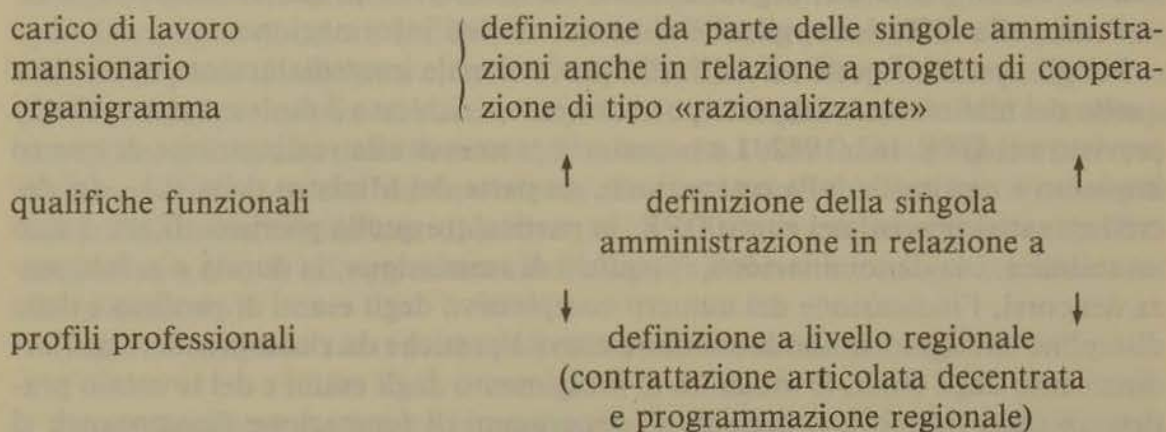 carico di lavoro definizione da parte delle singole amministra-
mansionario zioni anche in relazione a progetti di coopera-
organigramma zione di tipo «razionalizzante»
qualifiche funzionali definizione della singola
amministrazione in relazione a
profili professionali definizione a livello regionale
(contrattazione articolata decentrata
e programmazione regionale)